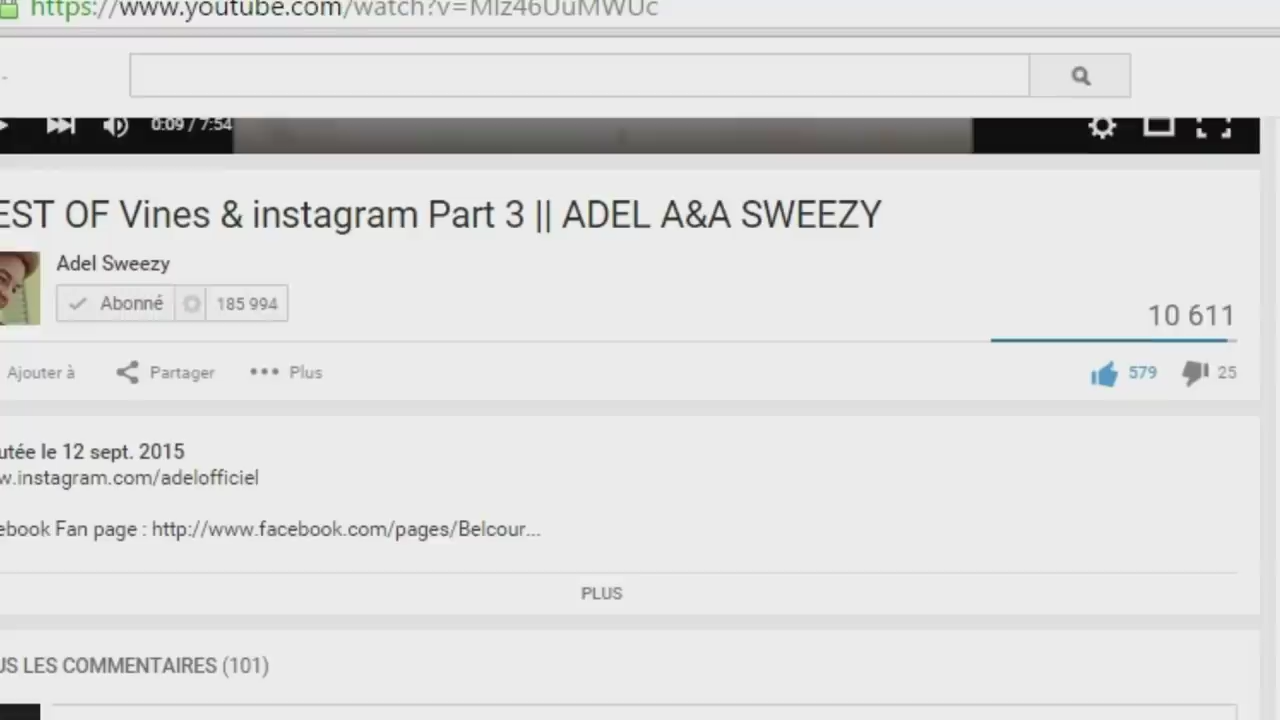 https://www.youtube.com/watch?v=MIz46UuMWUc
0:09 / 7:54
EST OF Vines & instagram Part 3 || ADEL A&A SWEEZY
Adel Sweezy
Abonné 185 994
10 611
Ajouter à Partager Plus 579 25
utée le 12 sept. 2015
w.instagram.com/adelofficiel
ebook Fan page : http://www.facebook.com/pages/Belcour...
PLUS
US LES COMMENTAIRES (101)